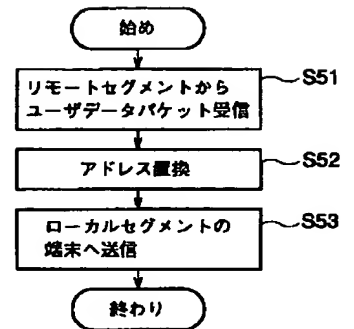 始め
リモートセグメントから
ユーザデータパケット受信
S51
アドレス置換
S52
ローカルセグメントの
端末へ送信
S53
終わり